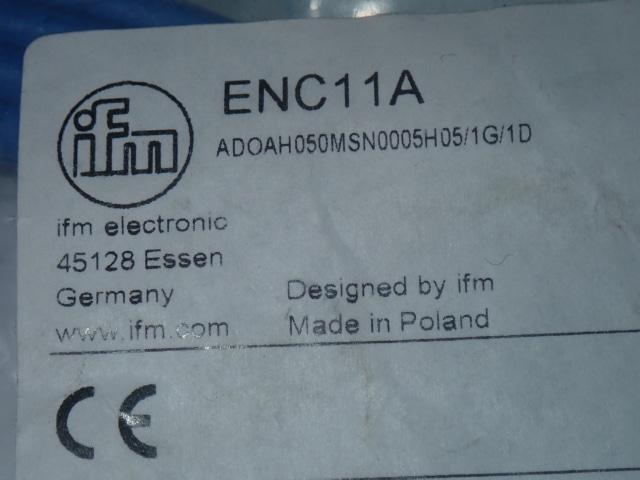 ifm
ENC11A
ADOAH050MSN0005H05/1G/1D
ifm electronic
45128 Essen
Germany
www.ifm.com
Designed by ifm
Made in Poland
CE